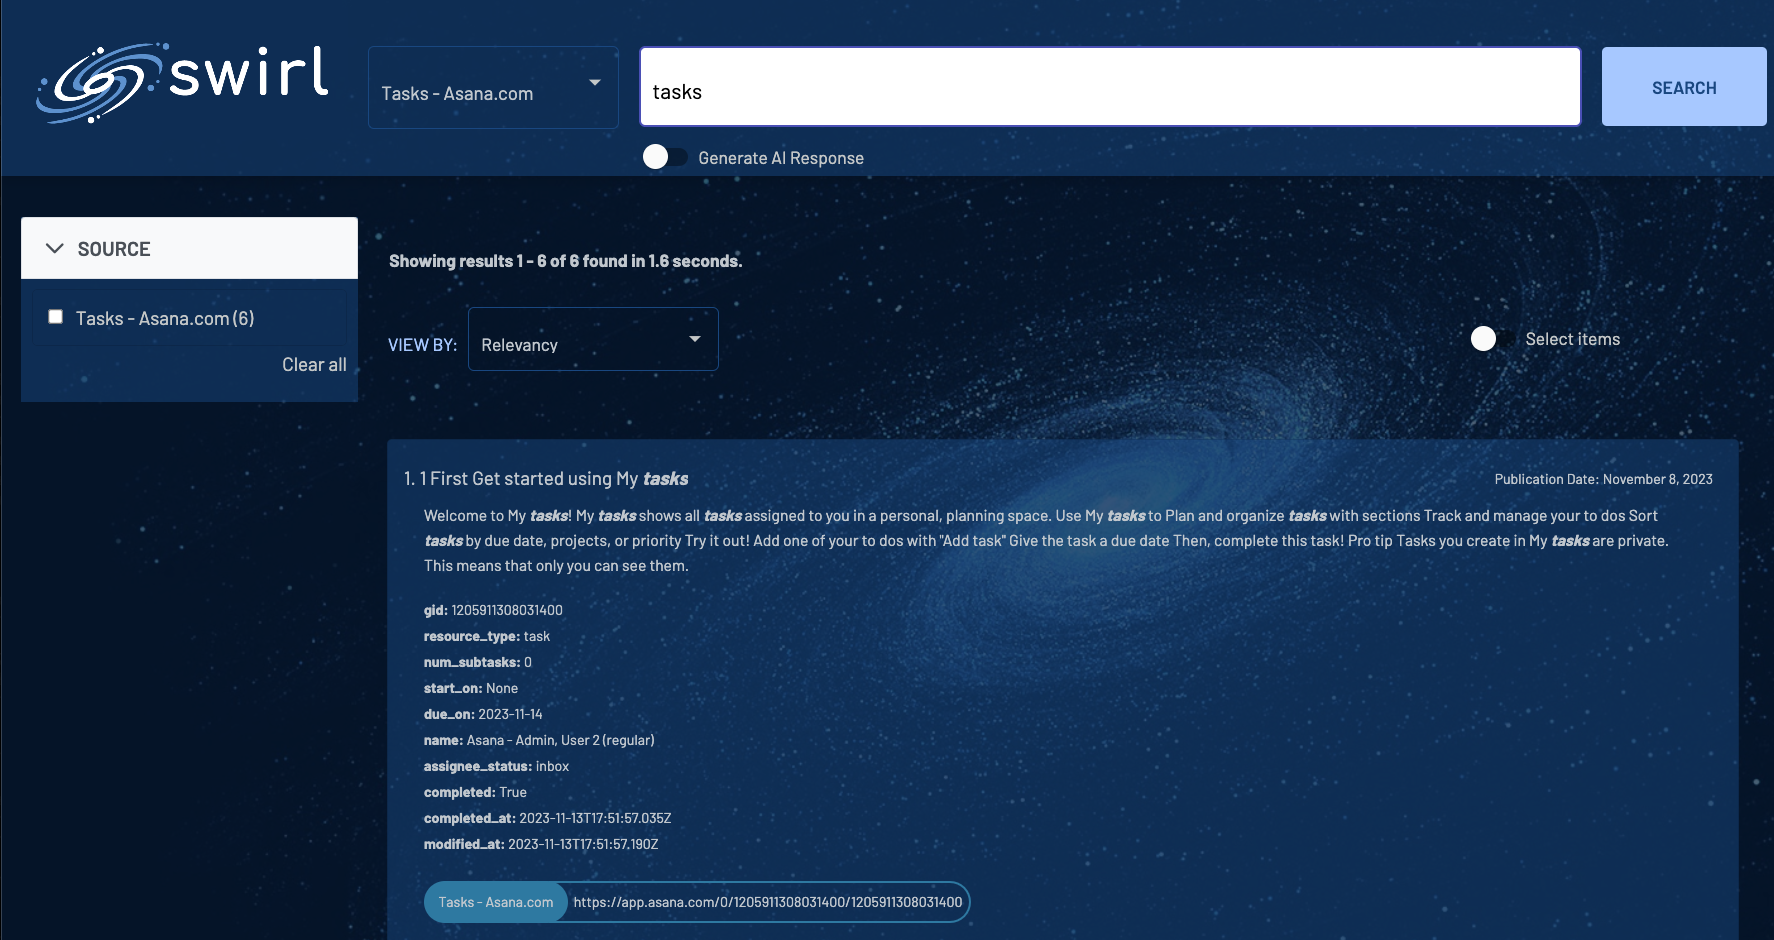 swirl
Tasks - Asana.com
tasks
SEARCH
Generate AI Response
SOURCE
Tasks - Asana.com (6)
Clear all
Showing results 1 - 6 of 6 found in 1.6 seconds.
VIEW BY:
Relevancy
Select items
1. 1 First Get started using My tasks
Publication Date: November 8, 2023
Welcome to My tasks! My tasks shows all tasks assigned to you in a personal, planning space. Use My tasks to Plan and organize tasks with sections Track and manage your to dos Sort
tasks by due date, projects, or priority Try it out! Add one of your to dos with "Add task" Give the task a due date Then, complete this task! Pro tip Tasks you create in My tasks are private.
This means that only you can see them.
gid: 1205911308031400
resource_type: task
num_subtasks: 0
start_on: None
due_on: 2023-11-14
name: Asana - Admin, User 2 (regular)
assignee_status: inbox
completed: True
completed_at: 2023-11-13T17:51:57.035Z
modified_at: 2023-11-13T17:51:57.190Z
Tasks - Asana.com https://app.asana.com/0/1205911308031400/1205911308031400